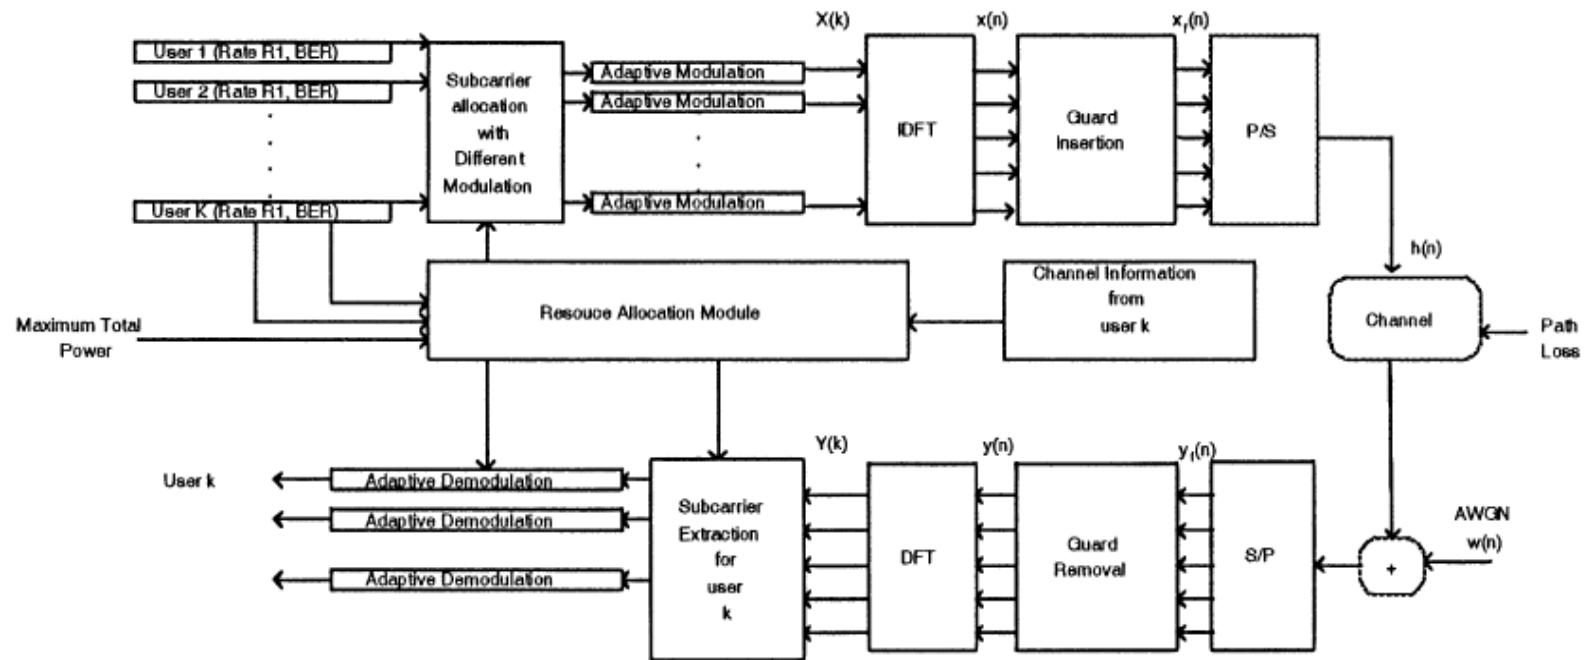 X(k)
x(n)
x_f(n)
User 1 (Rate R1, BER)
User 2 (Rate R1, BER)
User K (Rate R1, BER)
Subcarrier
allocation
with
Different
Modulation
Adaptive Modulation
Adaptive Modulation
Adaptive Modulation
IDFT
Guard
Insertion
P/S
h(n)
Maximum Total
Power
Resouce Allocation Module
Channel Information
from
user k
Channel
Path
Loss
Y(k)
y(n)
y_f(n)
User k
Adaptive Demodulation
Adaptive Demodulation
Adaptive Demodulation
Subcarrier
Extraction
for
user
k
DFT
Guard
Removal
S/P
+
AWGN
w(n)